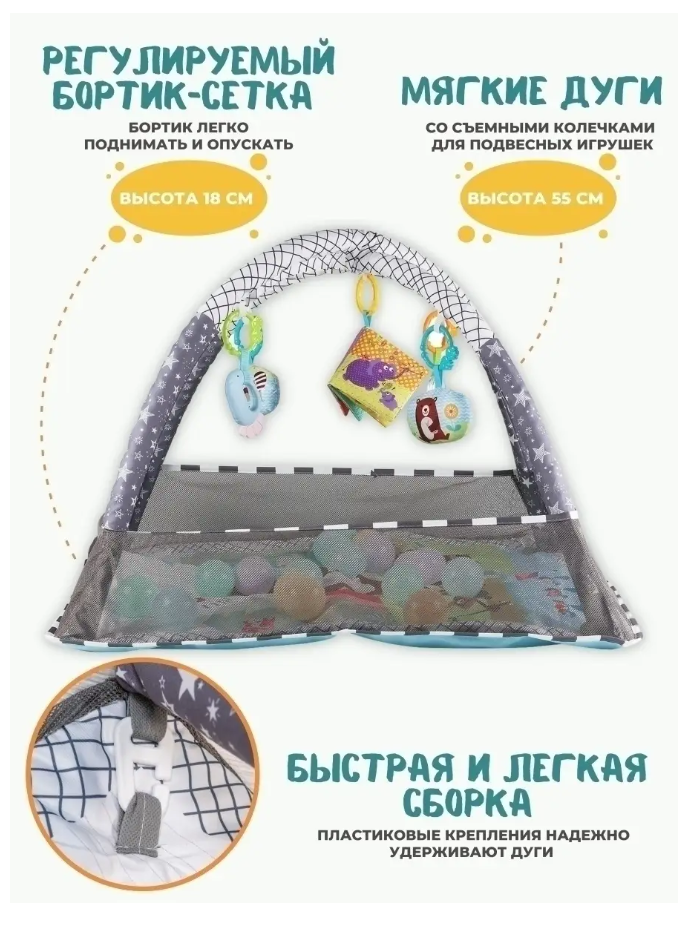 РЕГУЛИРУЕМЫЙ
БОРТИК-СЕТКА
БОРТИК ЛЕГКО
ПОДНИМАТЬ И ОПУСКАТЬ
ВЫСОТА 18 СМ
МЯГКИЕ ДУГИ
СО СЪЕМНЫМИ КОЛЕЧКАМИ
ДЛЯ ПОДВЕСНЫХ ИГРУШЕК
ВЫСОТА 55 СМ
БЫСТРАЯ И ЛЕГКАЯ
СБОРКА
ПЛАСТИКОВЫЕ КРЕПЛЕНИЯ НАДЕЖНО
УДЕРЖИВАЮТ ДУГИ